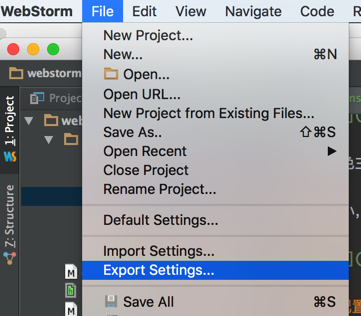 WebStorm File Edit View Navigate Code
New Project...
New... ⌘N
Open...
Open URL...
New Project from Existing Files...
Save As.. ⇧⌘S
Open Recent ▶
Close Project
Rename Project...
Default Settings...
Import Settings...
Export Settings...
Save All ⌘S
webstorm
Project
web
1: Project
Z: Structure